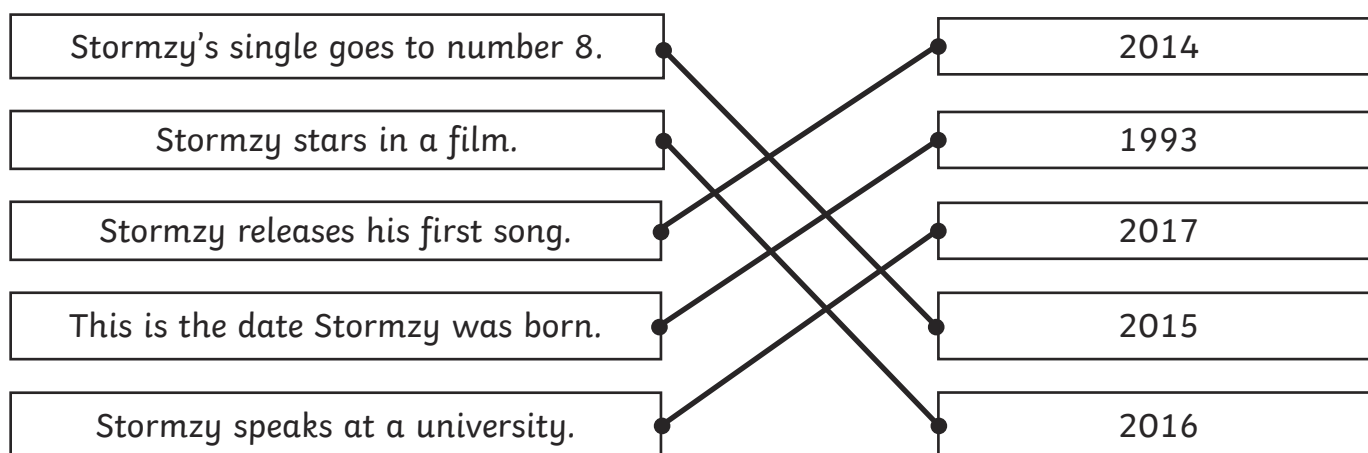 Stormzy's single goes to number 8.
2014
Stormzy stars in a film.
1993
Stormzy releases his first song.
2017
This is the date Stormzy was born.
2015
Stormzy speaks at a university.
2016